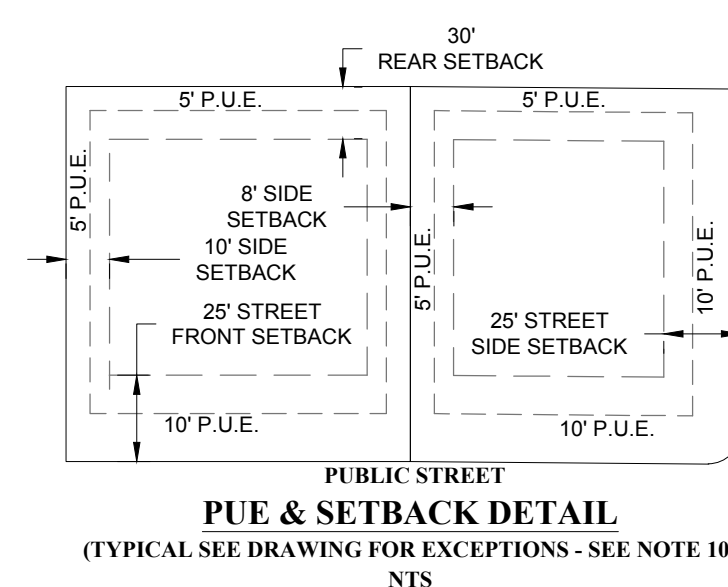 30'
REAR SETBACK
5' P.U.E.
5' P.U.E.
5' P.U.E.
8' SIDE
SETBACK
10' SIDE
SETBACK
5' P.U.E.
10' P.U.E.
25' STREET
FRONT SETBACK
25' STREET
SIDE SETBACK
10' P.U.E.
10' P.U.E.
PUBLIC STREET
PUE & SETBACK DETAIL
(TYPICAL SEE DRAWING FOR EXCEPTIONS - SEE NOTE 10
NTS